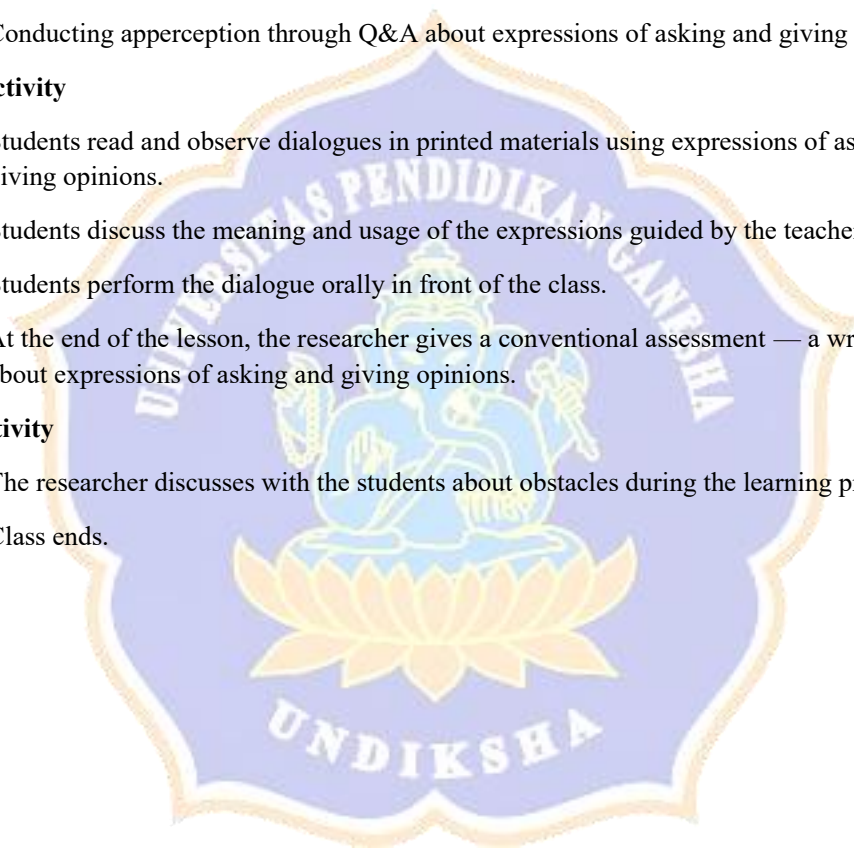 Conducting apperception through Q&A about expressions of asking and giving
ctivity
Students read and observe dialogues in printed materials using expressions of as
iving opinions.
Students discuss the meaning and usage of the expressions guided by the teache
Students perform the dialogue orally in front of the class.
At the end of the lesson, the researcher gives a conventional assessment — a wr
bout expressions of asking and giving opinions.
tivity
The researcher discusses with the students about obstacles during the learning p
Class ends.
UNIVERSITAS PENDIDIKAN GANESHA
UNDIKSHA